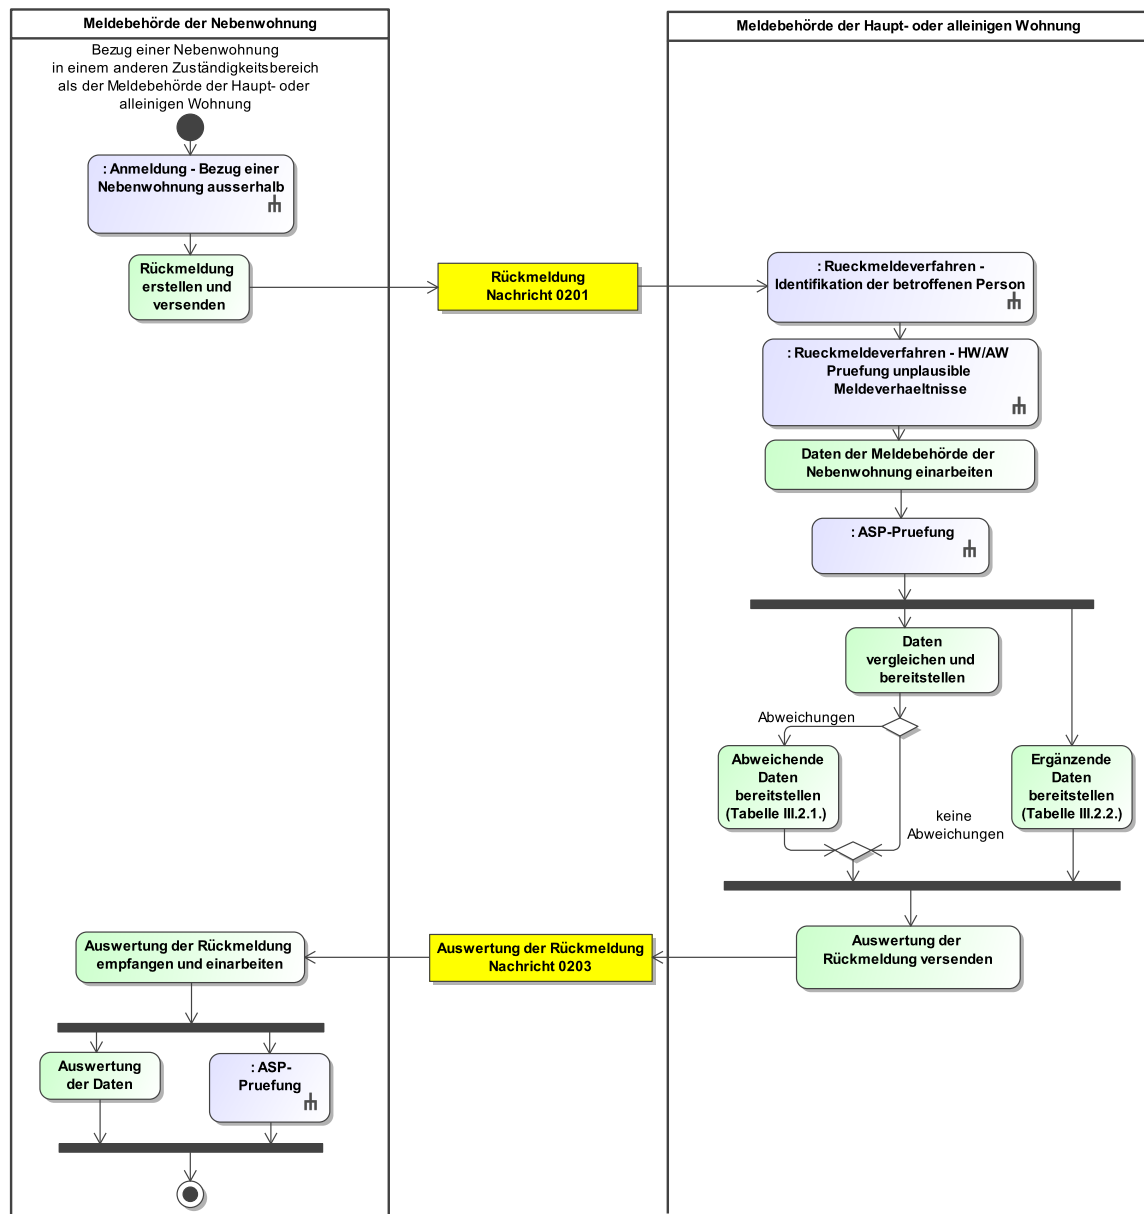 Meldebehörde der Nebenwohnung
Meldebehörde der Haupt- oder alleinigen Wohnung
Bezug einer Nebenwohnung
in einem anderen Zuständigkeitsbereich
als der Meldebehörde der Haupt- oder
alleinigen Wohnung
: Anmeldung - Bezug einer
Nebenwohnung ausserhalb
Rückmeldung
erstellen und
versenden
Rückmeldung
Nachricht 0201
: Rueckmeldeverfahren -
Identifikation der betroffenen Person
: Rueckmeldeverfahren - HW/AW
Pruefung unplausible
Meldeverhaeltnisse
Daten der Meldebehörde der
Nebenwohnung einarbeiten
: ASP-Pruefung
Daten
vergleichen und
bereitstellen
Abweichungen
Abweichende
Daten
bereitstellen
(Tabelle III.2.1.)
keine
Abweichungen
Ergänzende
Daten
bereitstellen
(Tabelle III.2.2.)
Auswertung der
Rückmeldung versenden
Auswertung der Rückmeldung
Nachricht 0203
Auswertung der Rückmeldung
empfangen und einarbeiten
Auswertung
der Daten
: ASP-
Pruefung